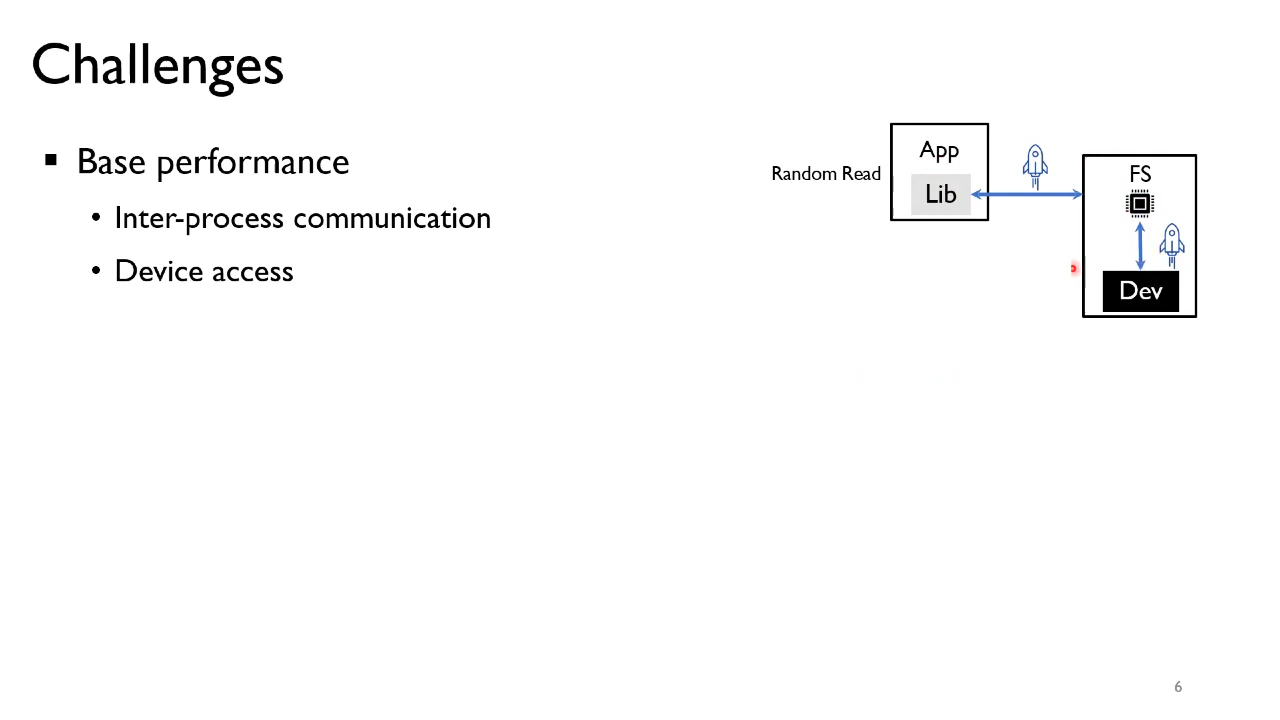 Challenges
▪ Base performance
• Inter-process communication
• Device access
Random Read
App
Lib
FS
Dev
6